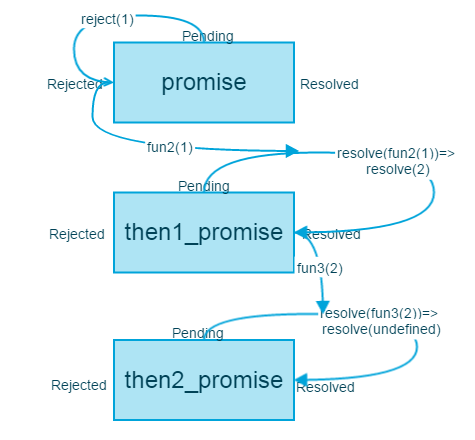 reject(1)
Pending
Rejected
promise
Resolved
fun2(1)
resolve(fun2(1))=>
resolve(2)
Pending
Rejected
then1_promise
Resolved
fun3(2)
resolve(fun3(2))=>
resolve(undefined)
Pending
Rejected
then2_promise
Resolved